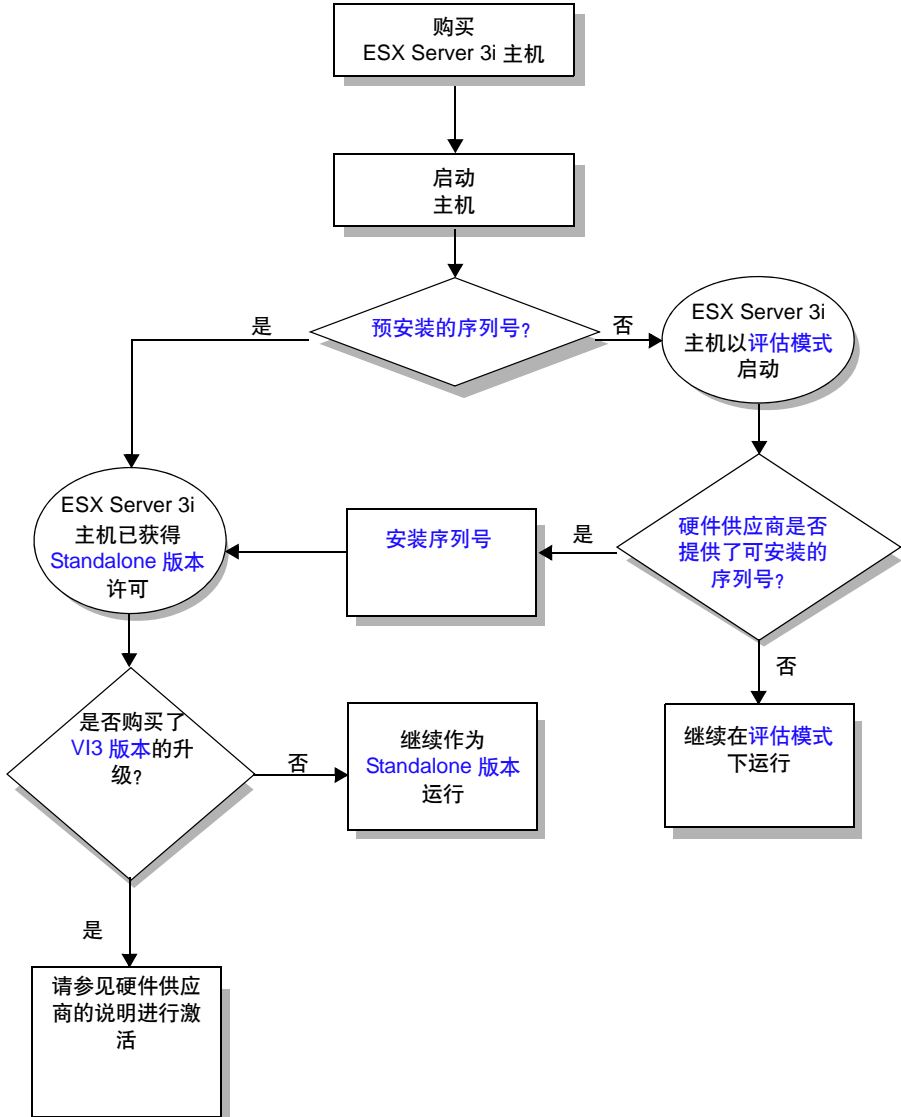 购买
ESX Server 3i 主机
启动
主机
预安装的序列号？
是
否
ESX Server 3i
主机以评估模式
启动
ESX Server 3i
主机已获得
Standalone 版本
许可
安装序列号
是
硬件供应商是否
提供了可安装的
序列号？
否
是否购买了
VI3 版本的升
级？
否
继续作为
Standalone 版本
运行
继续在评估模式
下运行
是
请参见硬件供应
商的说明进行激
活